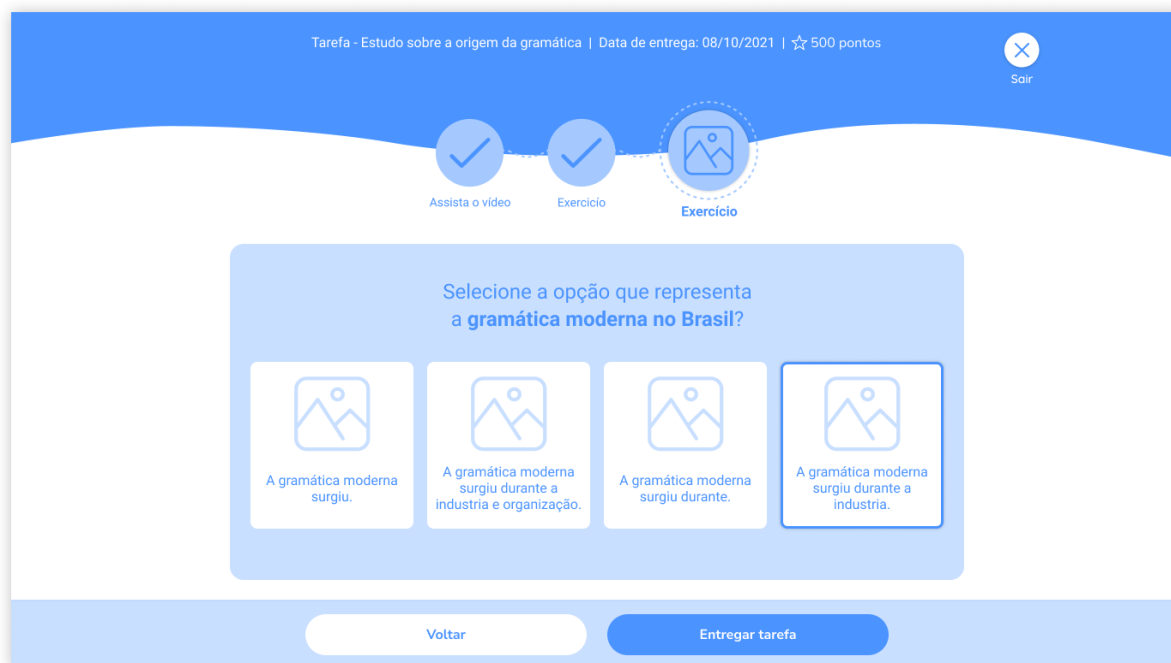 Tarefa - Estudo sobre a origem da gramática | Data de entrega: 08/10/2021 | 500 pontos
Sair
Assista o vídeo
Exercicío
Exercício
Selecione a opção que representa
a gramática moderna no Brasil?
A gramática moderna
surgiu.
A gramática moderna
surgiu durante a
industria e organização.
A gramática moderna
surgiu durante.
A gramática moderna
surgiu durante a
industria.
Voltar
Entregar tarefa